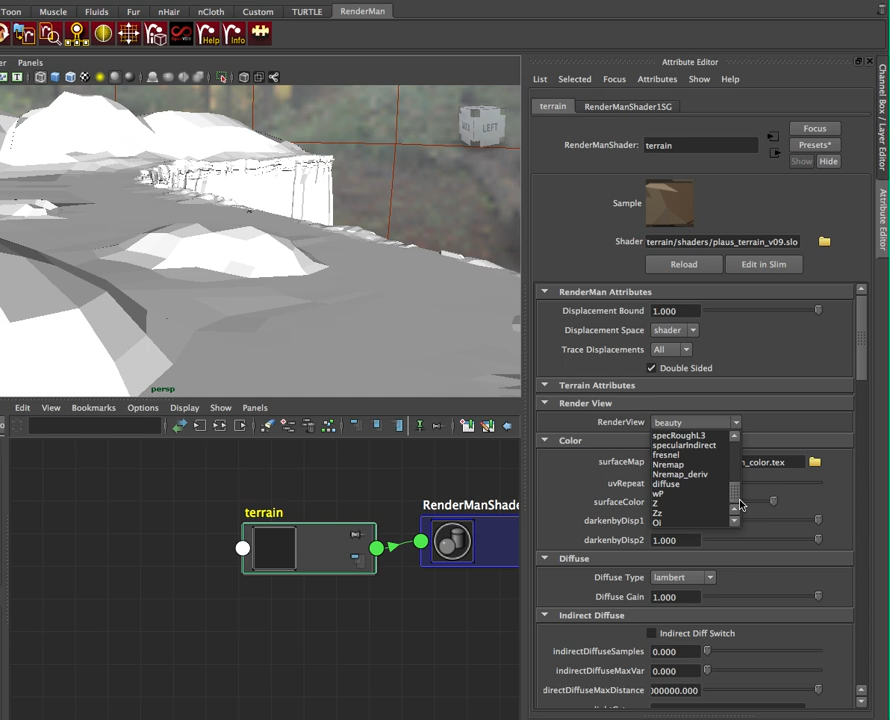 Toon Muscle Fluids Fur nHair nCloth Custom TURTLE RenderMan
Help Info
Panels
Attribute Editor
List Selected Focus Attributes Show Help
terrain RenderManShader1SG
Focus
RenderManShader: terrain Presets*
Show Hide
LEFT
Sample
Shader terrain/shaders/plaus_terrain_v09.slo
Reload Edit in Slim
RenderMan Attributes
Displacement Bound 1.000
Displacement Space shader
Trace Displacements All
Double Sided
Terrain Attributes
Render View
RenderView beauty
Color
specRoughL3
specularIndirect
fresnel
Nremap
Nremap_deriv
diffuse
wP
Z
Zz
Oi
surfaceMap n_color.tex
uvRepeat
surfaceColor
darkenbyDisp1
darkenbyDisp2 1.000
Diffuse
Diffuse Type lambert
Diffuse Gain 1.000
Indirect Diffuse
Indirect Diff Switch
indirectDiffuseSamples 0.000
indirectDiffuseMaxVar 0.000
directDiffuseMaxDistance 000000.000
persp
Edit View Bookmarks Options Display Show Panels
terrain
RenderManShade
Channel Box / Layer Editor
Attribute Editor